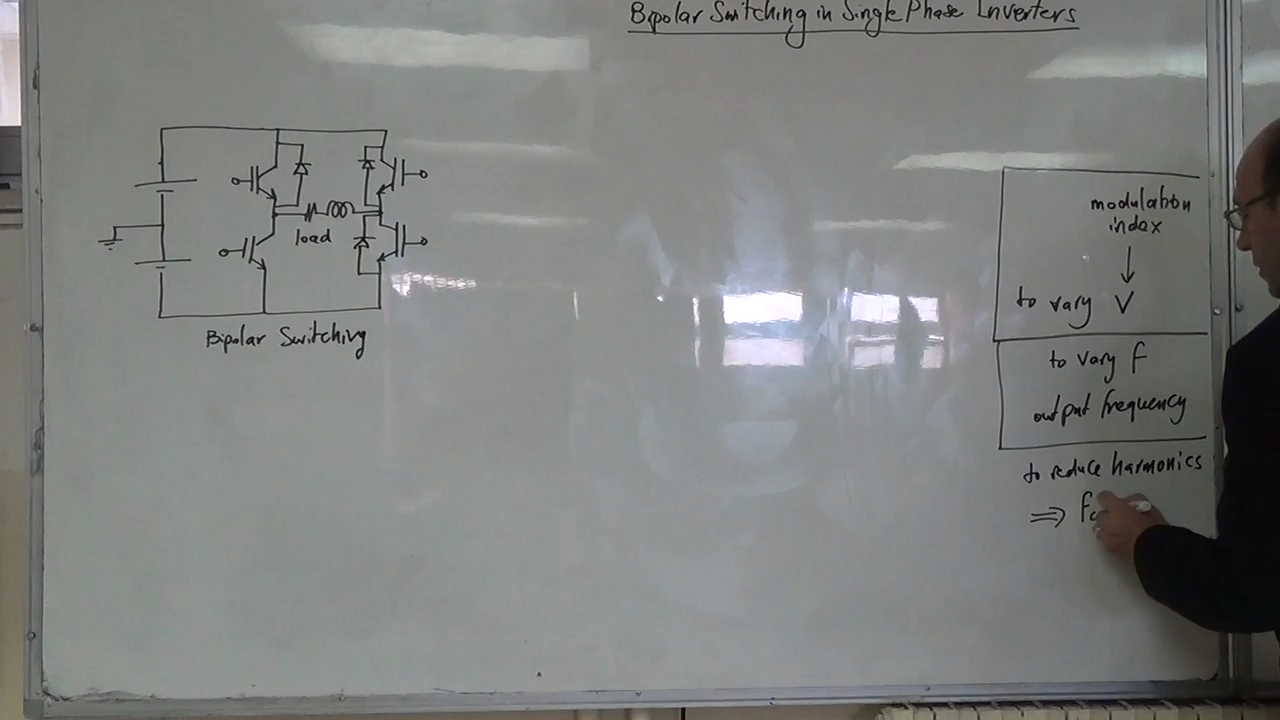 Bipolar Switching in Single Phase Inverters
load
Bipolar Switching
modulation
index
to vary V
to vary f
output frequency
to reduce harmonics
⇒ fc